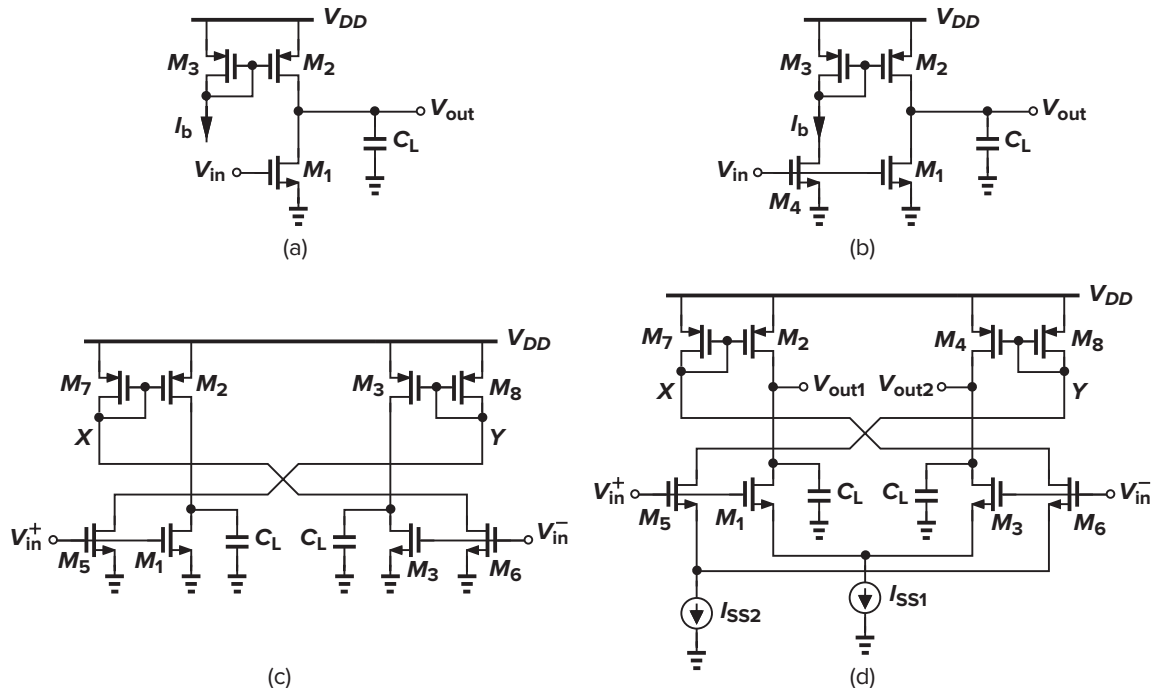 V_DD
M_3
M_2
I_b
V_out
C_L
V_in
M_1
(a)
V_DD
M_3
M_2
I_b
V_out
C_L
V_in
M_4
M_1
(b)
V_DD
M_7
M_2
M_3
M_8
X
Y
V_in^+
M_5
M_1
C_L
C_L
M_3
M_6
V_in^−
(c)
V_DD
M_7
M_2
M_4
M_8
X
V_out1
V_out2
Y
V_in^+
M_5
M_1
C_L
C_L
M_3
M_6
V_in^−
I_SS2
I_SS1
(d)